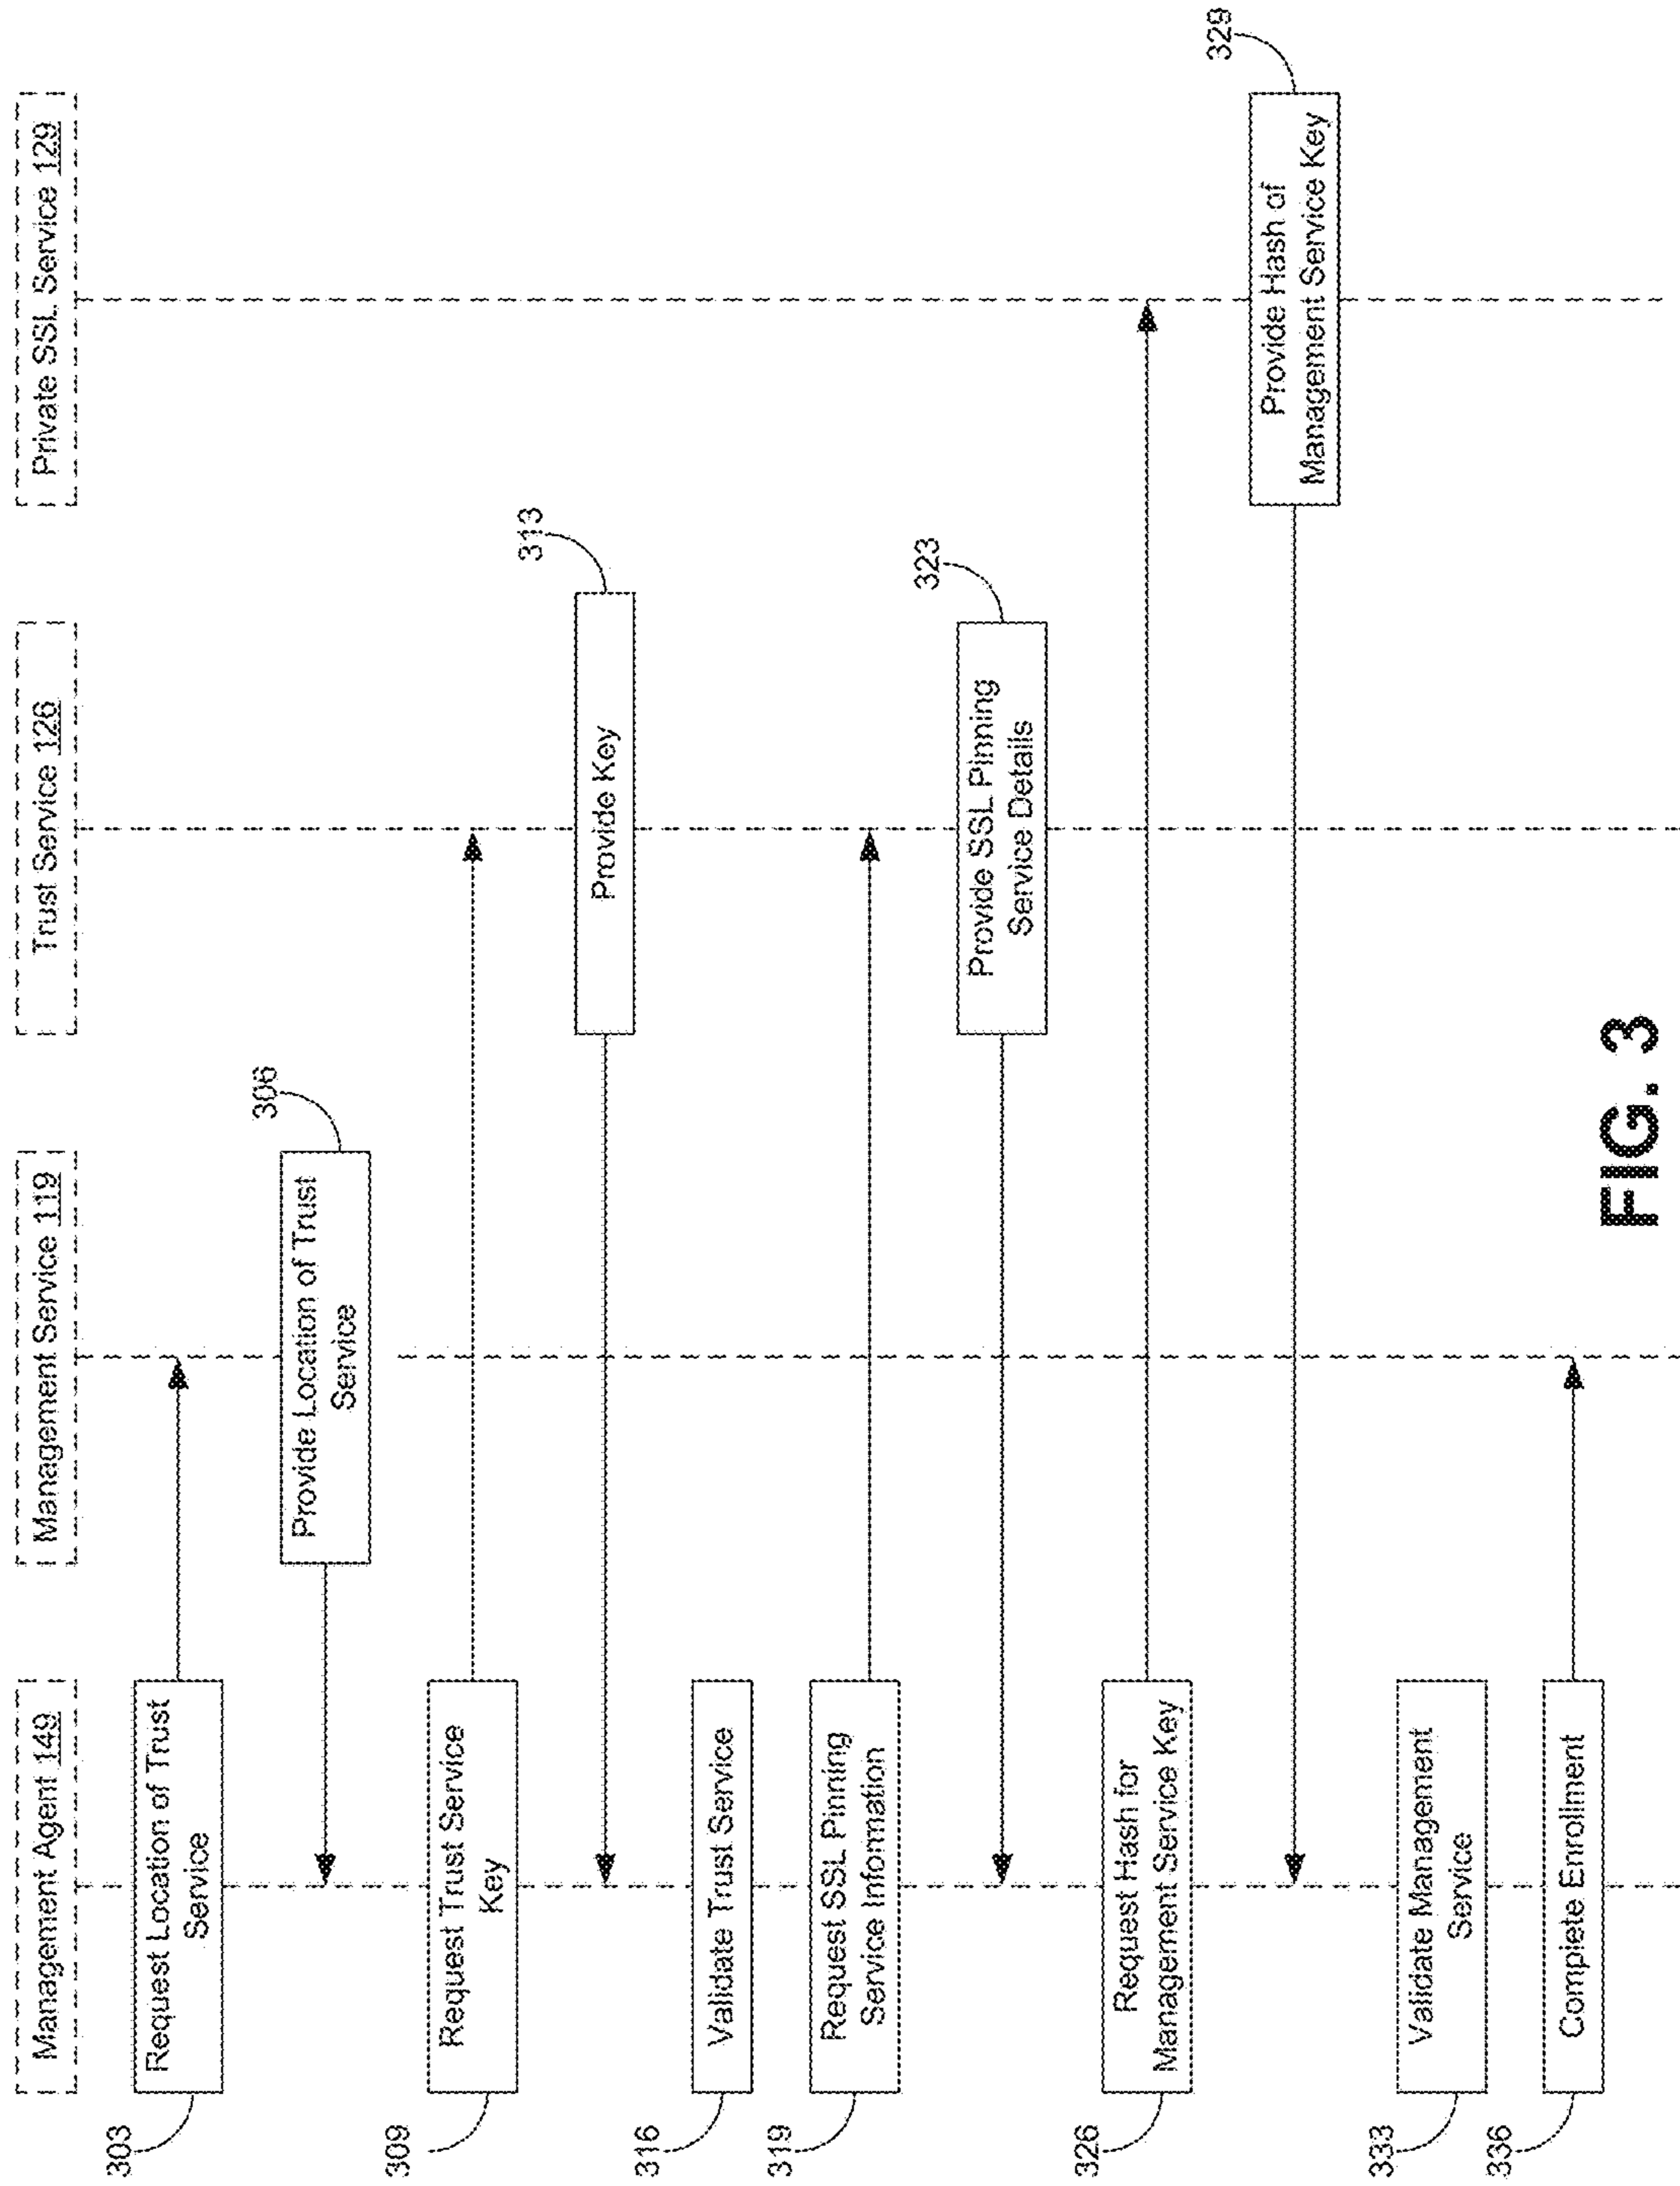 Management Agent 149
Management Service 119
Trust Service 126
Private SSL Service 129
303
Request Location of Trust
Service
306
Provide Location of Trust
Service
309
Request Trust Service
Key
313
Provide Key
316
Validate Trust Service
319
Request SSL Pinning
Service Information
323
Provide SSL Pinning
Service Details
326
Request Hash for
Management Service Key
329
Provide Hash of
Management Service Key
333
Validate Management
Service
336
Complete Enrollment
FIG. 3